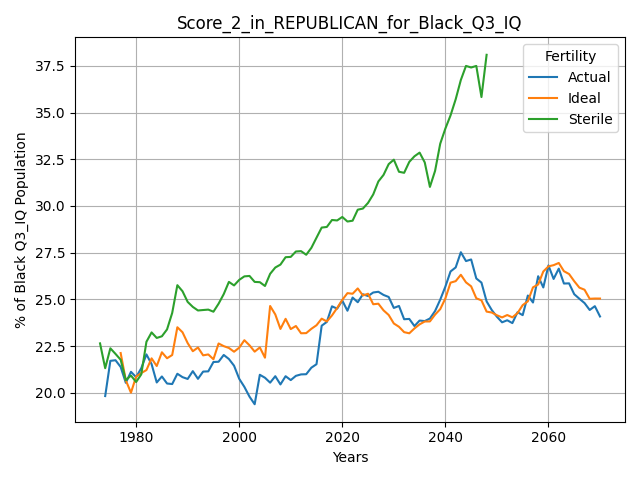 Score_2_in_REPUBLICAN_for_Black_Q3_IQ
% of Black Q3_IQ Population
37.5
35.0
32.5
30.0
27.5
25.0
22.5
20.0
Fertility
Actual
Ideal
Sterile
1980
2000
2020
2040
2060
Years